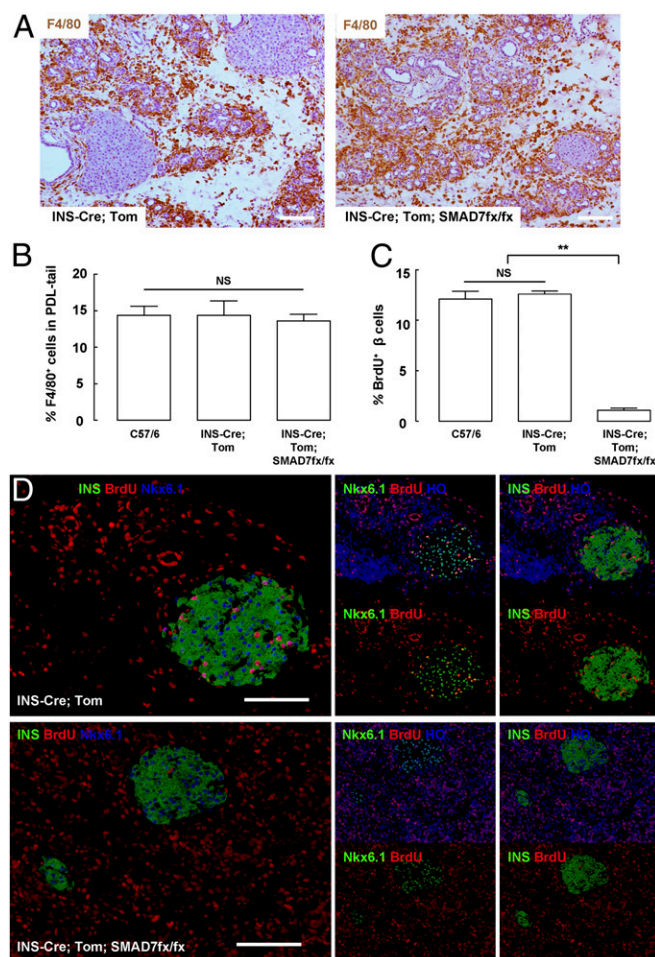 A
F4/80
F4/80
INS-Cre; Tom
INS-Cre; Tom; SMAD7fx/fx
B
% F4/80⁺ cells in PDL-tail
20
15
10
5
0
NS
C57/6
INS-Cre;
Tom
INS-Cre;
Tom;
SMAD7fx/fx
C
% BrdU⁺ β cells
15
10
5
0
NS
**
C57/6
INS-Cre;
Tom
INS-Cre;
Tom;
SMAD7fx/fx
D
INS BrdU Nkx6.1
INS-Cre; Tom
Nkx6.1 BrdU HO
INS BrdU HO
Nkx6.1 BrdU
INS BrdU
INS BrdU Nkx6.1
INS-Cre; Tom; SMAD7fx/fx
Nkx6.1 BrdU HO
INS BrdU HO
Nkx6.1 BrdU
INS BrdU